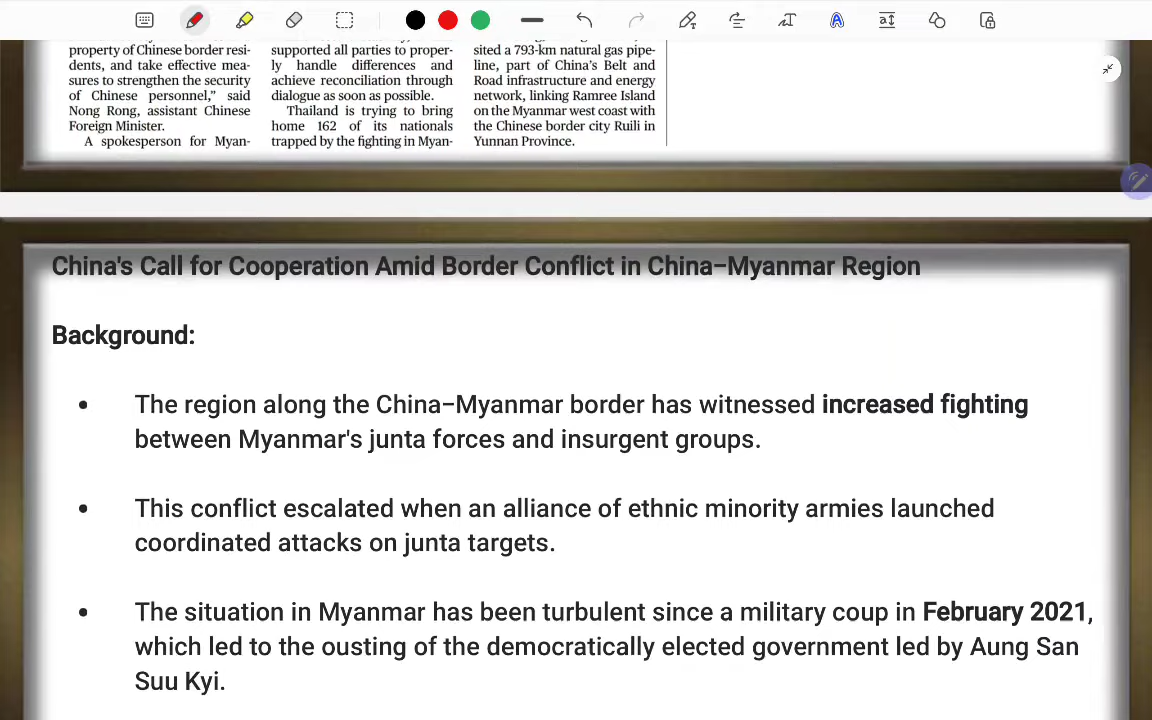 property of Chinese border resi-
dents, and take effective mea-
sures to strengthen the security
of Chinese personnel,” said
Nong Rong, assistant Chinese
Foreign Minister.
A spokesperson for Myan-
supported all parties to proper-
ly handle differences and
achieve reconciliation through
dialogue as soon as possible.
Thailand is trying to bring
home 162 of its nationals
trapped by the fighting in Myan-
sited a 793-km natural gas pipe-
line, part of China’s Belt and
Road infrastructure and energy
network, linking Ramree Island
on the Myanmar west coast with
the Chinese border city Ruili in
Yunnan Province.
China's Call for Cooperation Amid Border Conflict in China–Myanmar Region
Background:
• The region along the China–Myanmar border has witnessed increased fighting
between Myanmar's junta forces and insurgent groups.
• This conflict escalated when an alliance of ethnic minority armies launched
coordinated attacks on junta targets.
• The situation in Myanmar has been turbulent since a military coup in February 2021,
which led to the ousting of the democratically elected government led by Aung San
Suu Kyi.